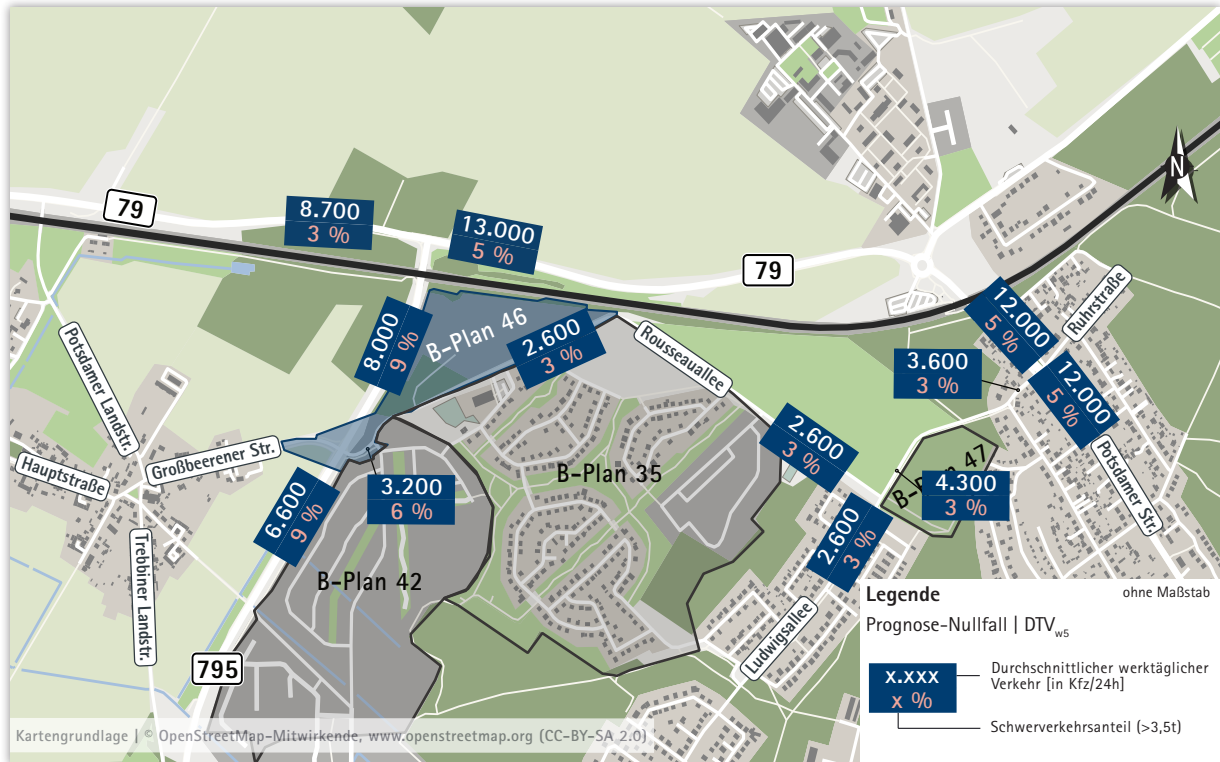 N
79
8.700
3 %
13.000
5 %
79
8.000
9 %
B-Plan 46
2.600
3 %
Rousseauallee
12.000
5 %
Ruhrstraße
3.600
3 %
12.000
5 %
Potsdamer Str.
Potsdamer
Landstr.
Großbeerener Str.
Hauptstraße
Trebbiner
Landstr.
6.600
9 %
3.200
6 %
B-Plan 35
2.600
3 %
B-Plan 47
4.300
3 %
2.600
3 %
B-Plan 42
Ludwigsallee
795
Legende
ohne Maßstab
Prognose-Nullfall | DTVw5
x.xxx
x %
Durchschnittlicher werktäglicher
Verkehr [in Kfz/24h]
Schwerverkehrsanteil (>3,5t)
Kartengrundlage | © OpenStreetMap-Mitwirkende, www.openstreetmap.org (CC-BY-SA 2.0)